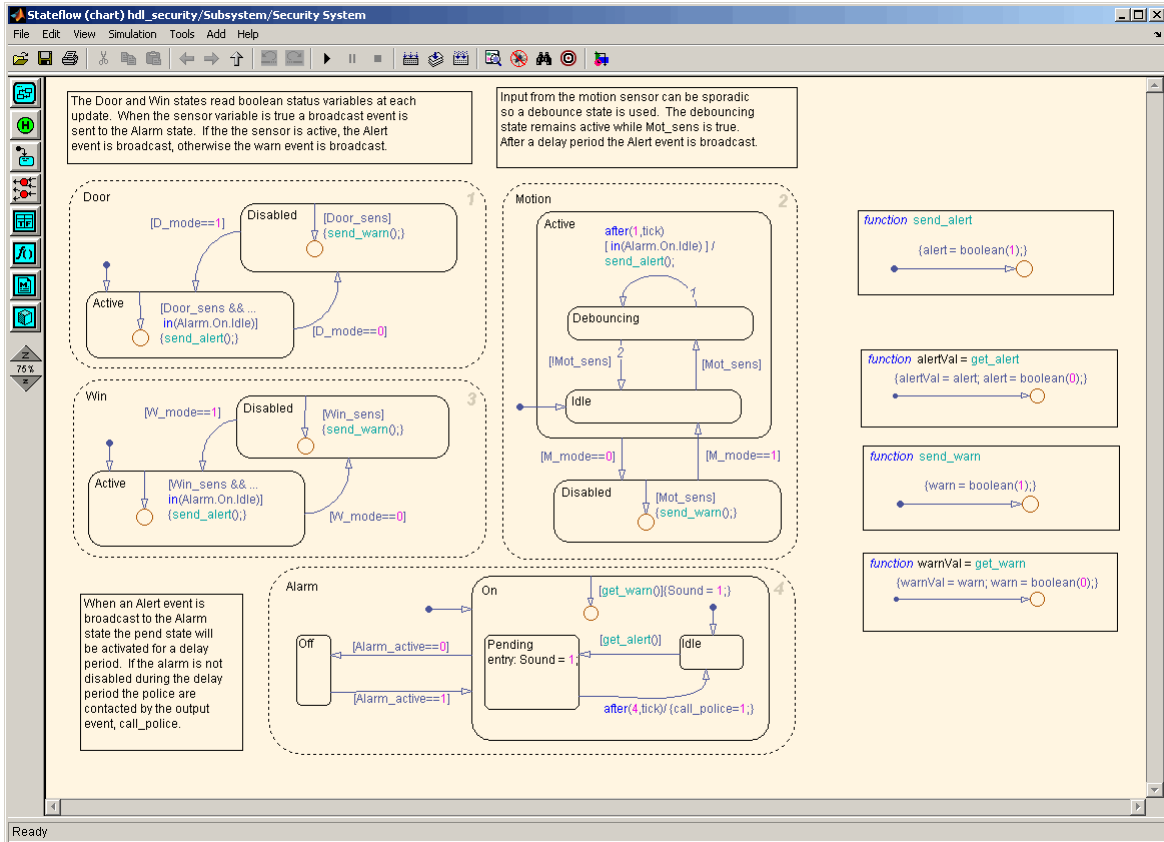 Stateflow (chart) hdl_security/Subsystem/Security System
File Edit View Simulation Tools Add Help
The Door and Win states read boolean status variables at each
update. When the sensor variable is true a broadcast event is
sent to the Alarm state. If the the sensor is active, the Alert
event is broadcast, otherwise the warn event is broadcast.
Input from the motion sensor can be sporadic
so a debounce state is used. The debouncing
state remains active while Mot_sens is true.
After a delay period the Alert event is broadcast.
Door
1
[D_mode==1]
Disabled
[Door_sens]
{send_warn();}
Active
[Door_sens && ...
in(Alarm.On.Idle)]
{send_alert();}
[D_mode==0]
Motion
2
Active
after(1,tick)
[ in(Alarm.On.Idle) ] /
send_alert();
1
Debouncing
[!Mot_sens]
2
[Mot_sens]
Idle
[M_mode==0]
[M_mode==1]
Disabled
[Mot_sens]
{send_warn();}
Win
3
[W_mode==1]
Disabled
[Win_sens]
{send_warn();}
Active
[Win_sens && ...
in(Alarm.On.Idle)]
{send_alert();}
[W_mode==0]
function send_alert
{alert = boolean(1);}
function alertVal = get_alert
{alertVal = alert; alert = boolean(0);}
function send_warn
{warn = boolean(1);}
function warnVal = get_warn
{warnVal = warn; warn = boolean(0);}
When an Alert event is
broadcast to the Alarm
state the pend state will
be activated for a delay
period. If the alarm is not
disabled during the delay
period the police are
contacted by the output
event, call_police.
Alarm
4
On
[get_warn()]{Sound = 1;}
Off
[Alarm_active==0]
[Alarm_active==1]
Pending
entry: Sound = 1;
[get_alert()]
Idle
after(4,tick)/ {call_police=1;}
H
f()
M
Z
75%
z
Ready